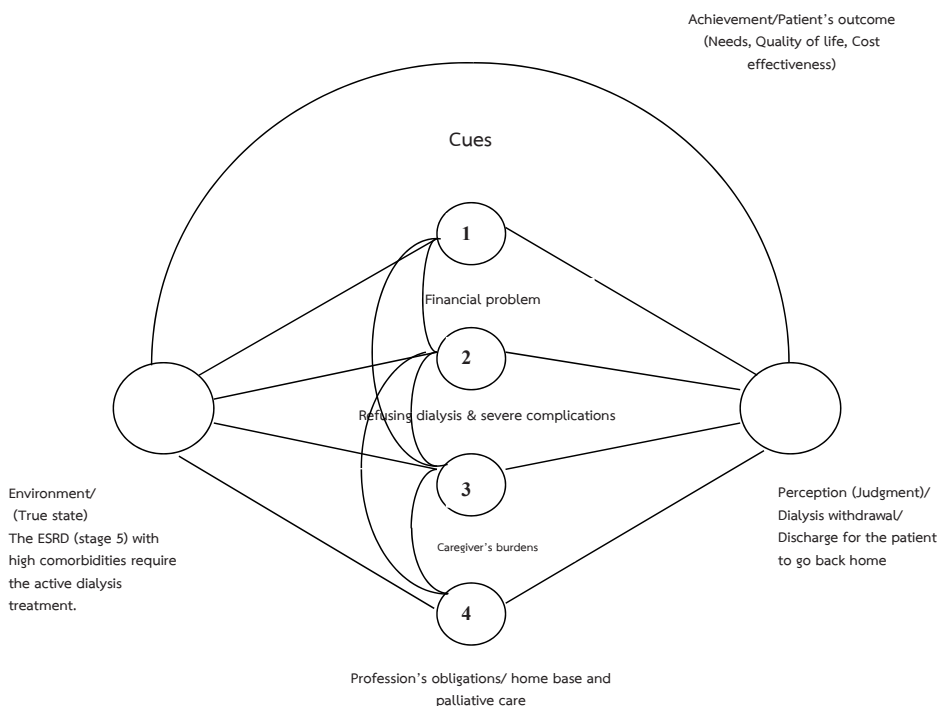 Achievement/Patient's outcome
(Needs, Quality of life, Cost
effectiveness)
Cues
1
Financial problem
2
Refusing dialysis & severe complications
3
Caregiver's burdens
4
Profession's obligations/ home base and
palliative care
Environment/
(True state)
The ESRD (stage 5) with
high comorbidities require
the active dialysis
treatment.
Perception (Judgment)/
Dialysis withdrawal/
Discharge for the patient
to go back home